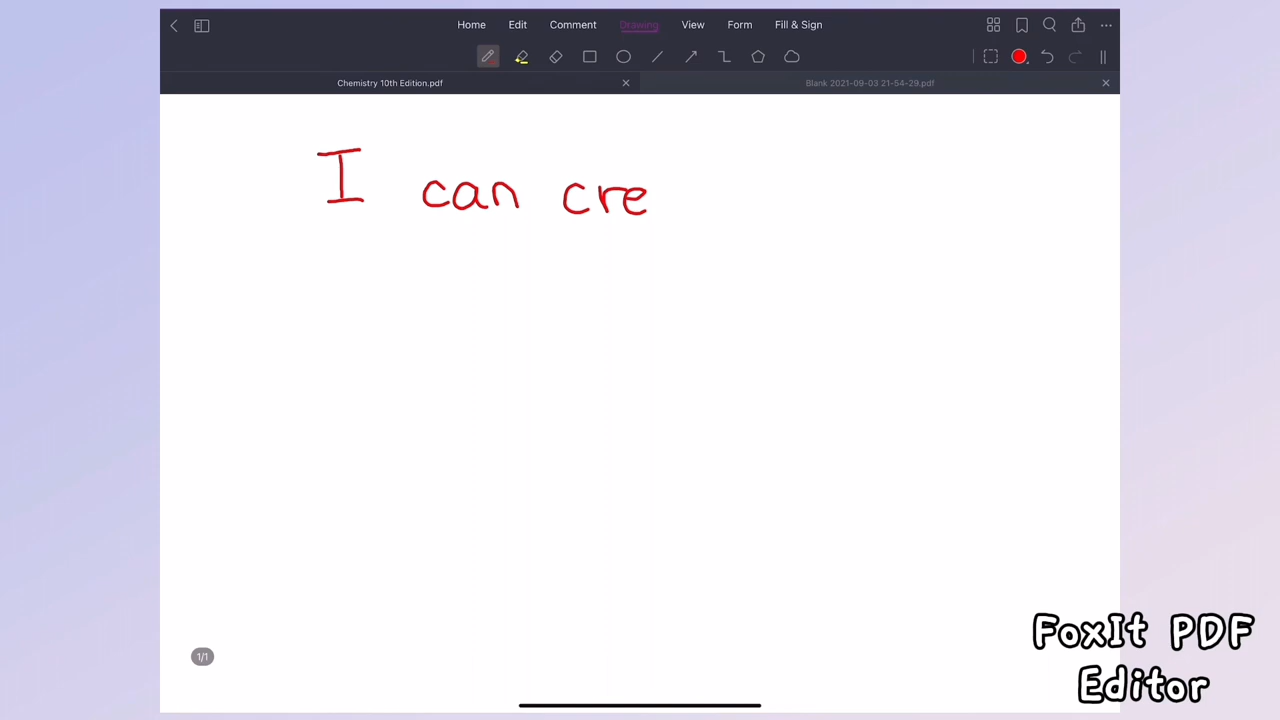 Home Edit Comment Drawing View Form Fill & Sign
Chemistry 10th Edition.pdf Blank 2021-09-03 21-54-29.pdf
I can cre
1/1
FoxIt PDF
Editor